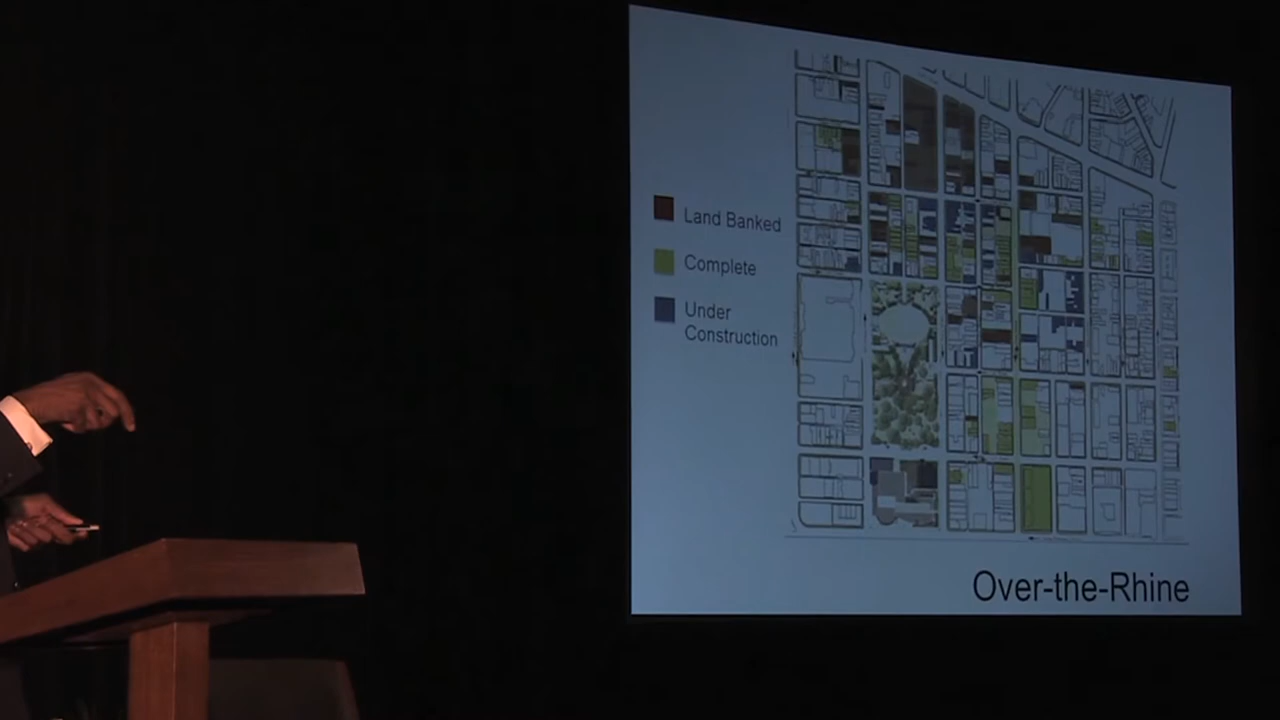 Land Banked
Complete
Under
Construction
Over-the-Rhine